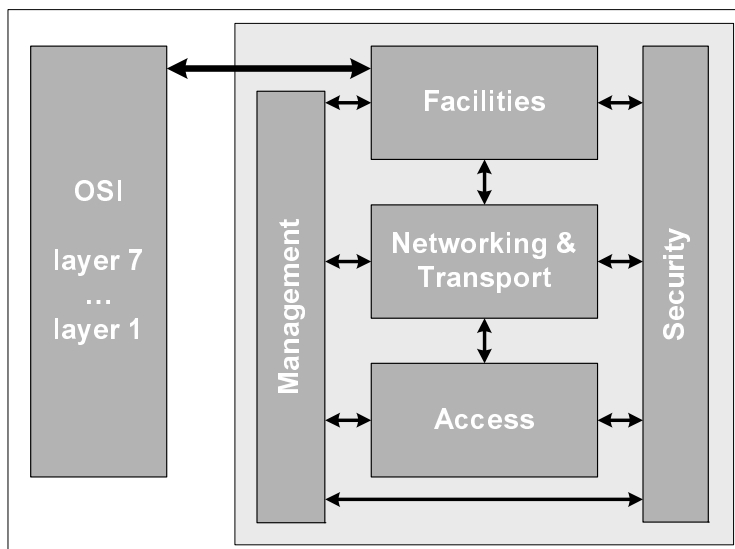 OSI
layer 7
...
layer 1
Management
Facilities
Networking &
Transport
Access
Security